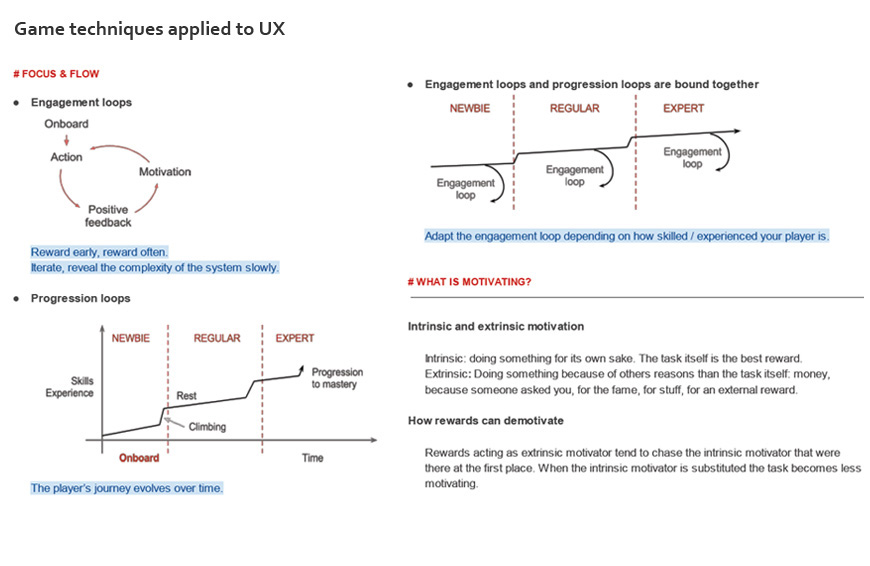 Game techniques applied to UX
# FOCUS & FLOW
Engagement loops
Onboard
Action
Motivation
Positive
feedback
Reward early, reward often.
Iterate, reveal the complexity of the system slowly.
Progression loops
NEWBIE
REGULAR
EXPERT
Skills
Experience
Rest
Climbing
Progression
to mastery
Onboard
Time
The player's journey evolves over time.
Engagement loops and progression loops are bound together
NEWBIE
REGULAR
EXPERT
Engagement
loop
Engagement
loop
Engagement
loop
Adapt the engagement loop depending on how skilled / experienced your player is.
# WHAT IS MOTIVATING?
Intrinsic and extrinsic motivation
Intrinsic: doing something for its own sake. The task itself is the best reward.
Extrinsic: Doing something because of others reasons than the task itself: money,
because someone asked you, for the fame, for stuff, for an external reward.
How rewards can demotivate
Rewards acting as extrinsic motivator tend to chase the intrinsic motivator that were
there at the first place. When the intrinsic motivator is substituted the task becomes less
motivating.